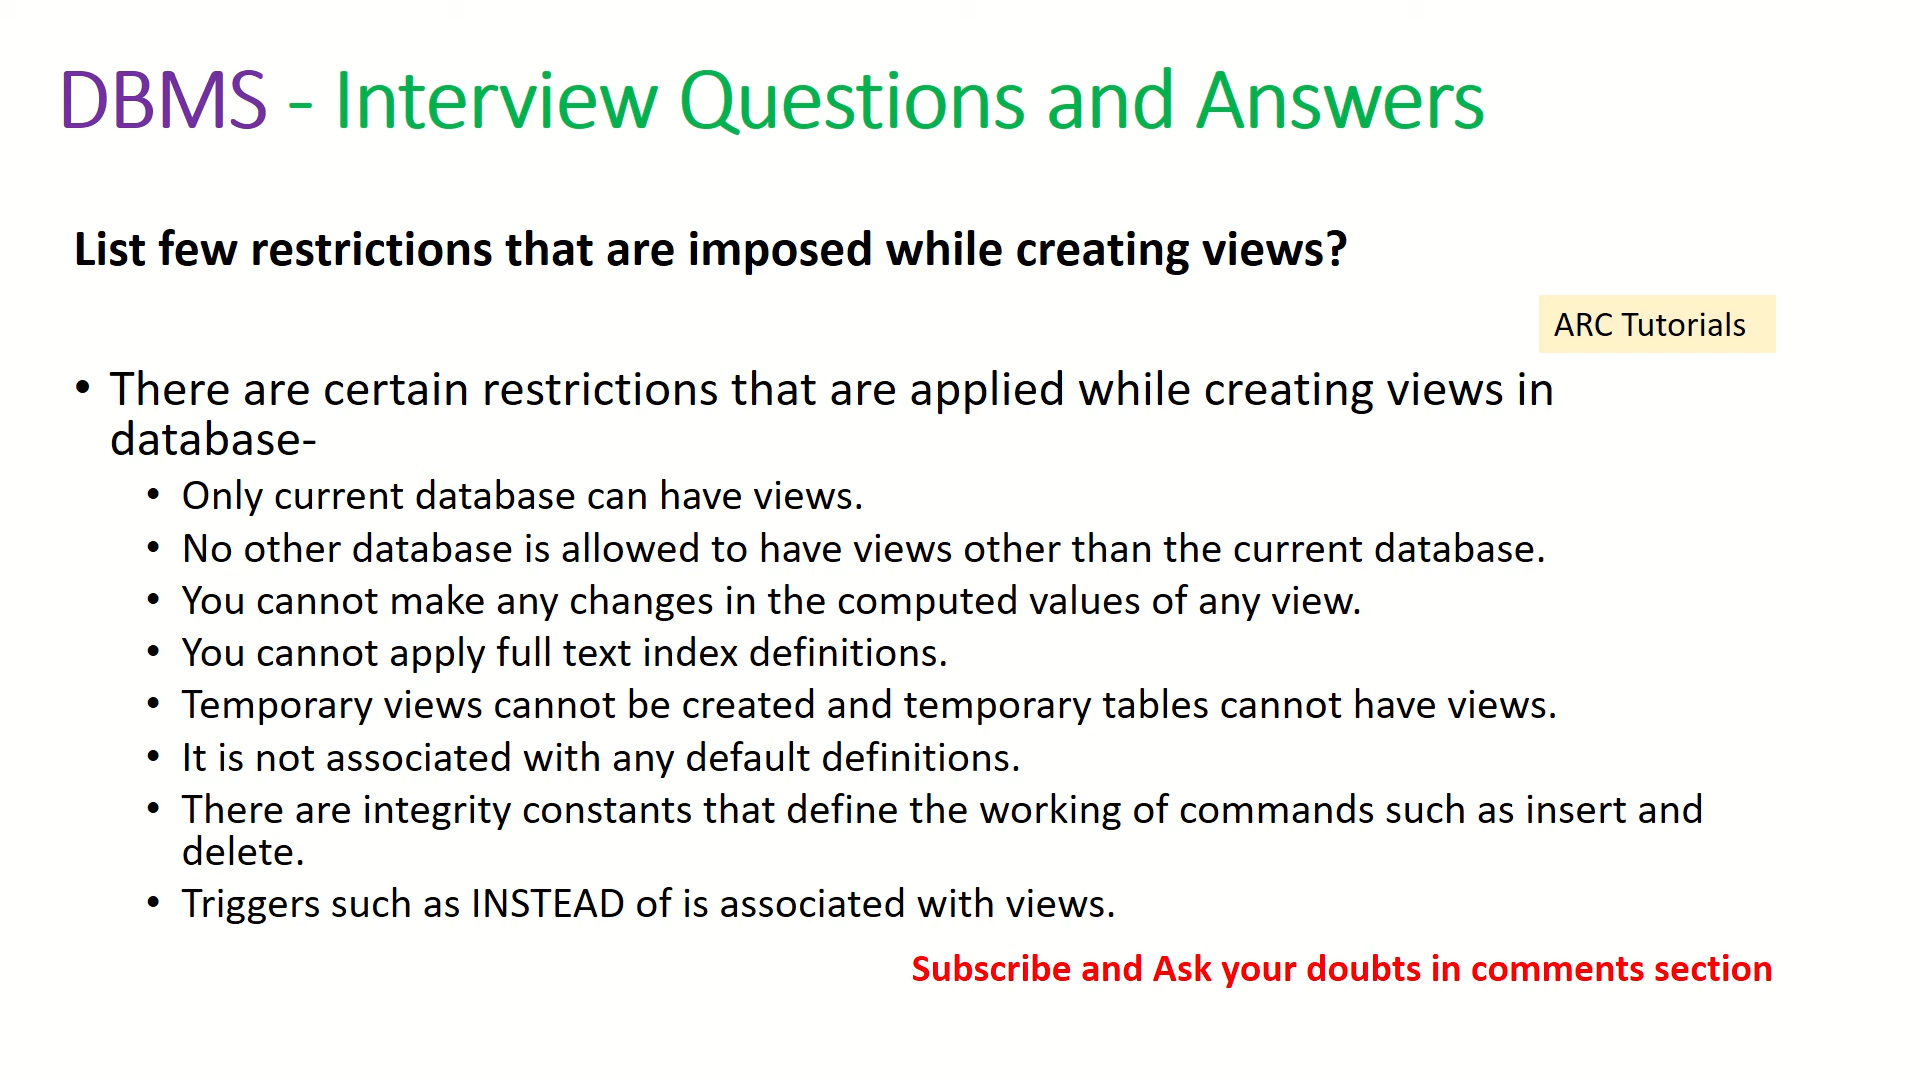 DBMS - Interview Questions and Answers
List few restrictions that are imposed while creating views?
ARC Tutorials
• There are certain restrictions that are applied while creating views in
database-
• Only current database can have views.
• No other database is allowed to have views other than the current database.
• You cannot make any changes in the computed values of any view.
• You cannot apply full text index definitions.
• Temporary views cannot be created and temporary tables cannot have views.
• It is not associated with any default definitions.
• There are integrity constants that define the working of commands such as insert and
delete.
• Triggers such as INSTEAD of is associated with views.
Subscribe and Ask your doubts in comments section